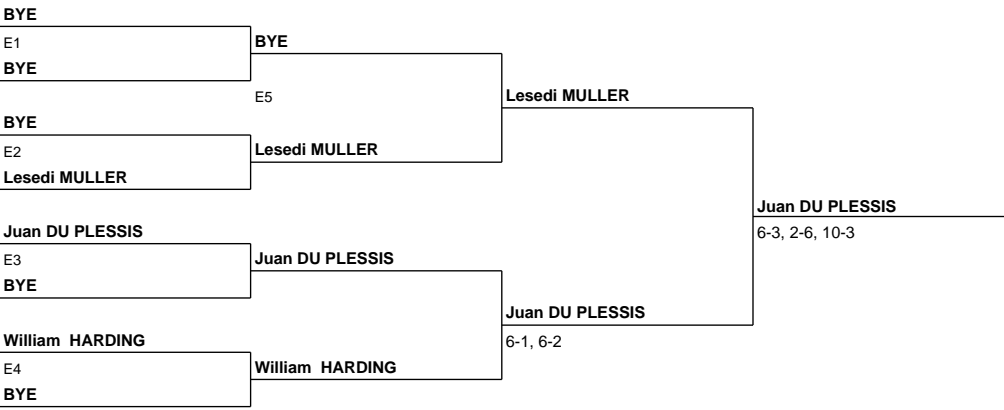 BYE
E1
BYE
BYE
E2
Lesedi MULLER
Juan DU PLESSIS
E3
BYE
William  HARDING
E4
BYE
BYE
E5
Lesedi MULLER
Juan DU PLESSIS
William  HARDING
Lesedi MULLER
Juan DU PLESSIS
6-1, 6-2
Juan DU PLESSIS
6-3, 2-6, 10-3